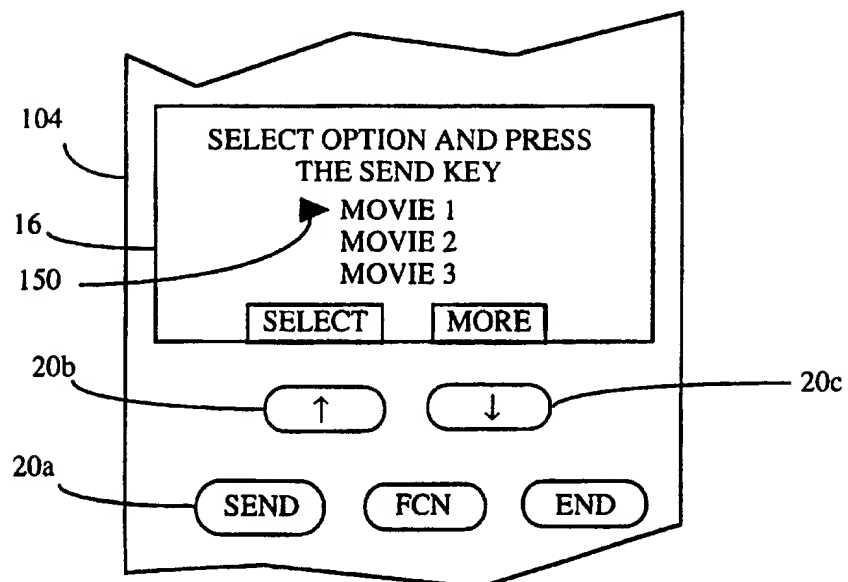 104
SELECT OPTION AND PRESS
THE SEND KEY
16
MOVIE 1
MOVIE 2
150
MOVIE 3
SELECT MORE
20b
↑ ↓
20c
20a
SEND FCN END